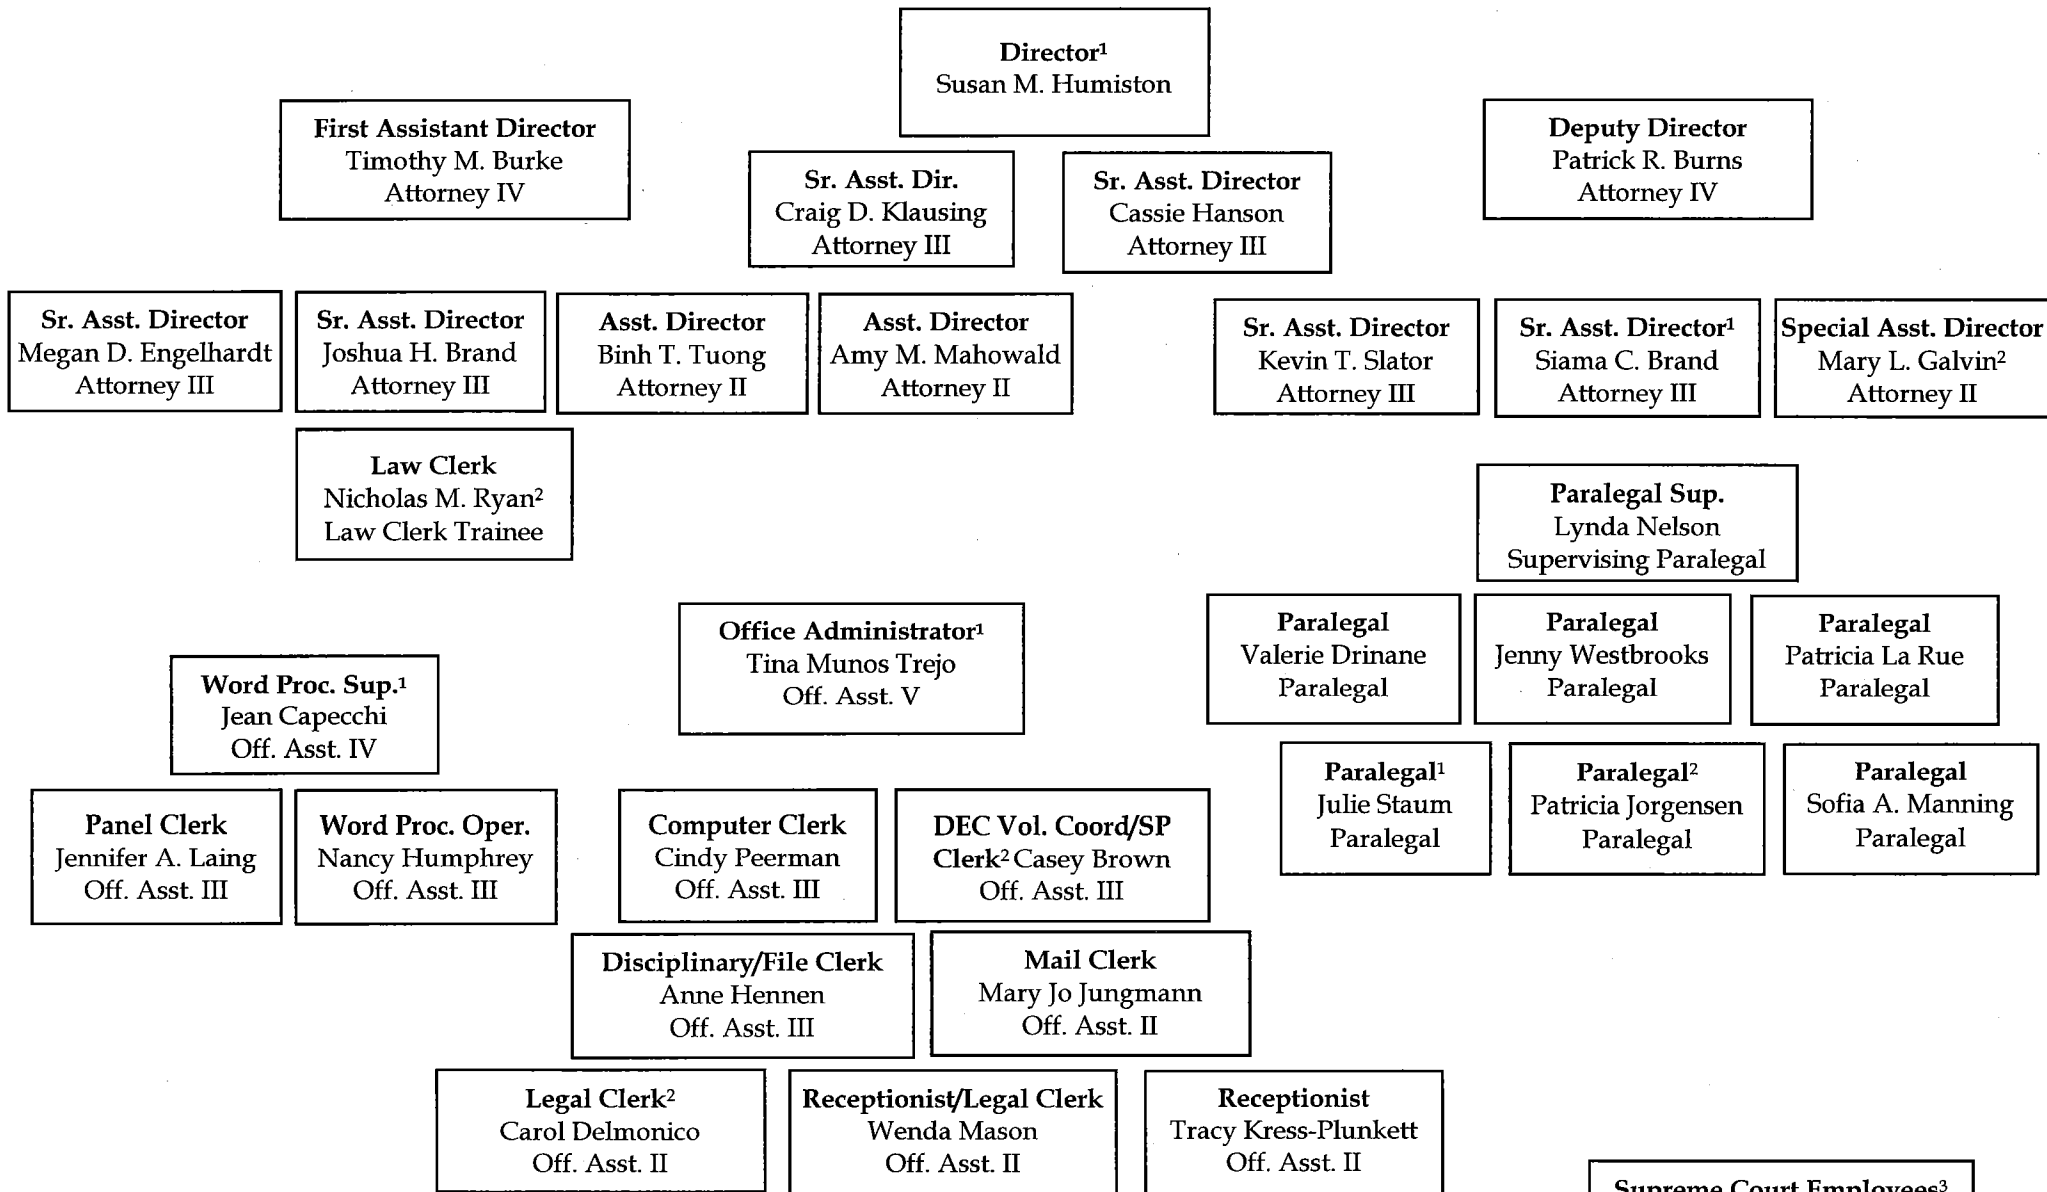 Director¹
Susan M. Humiston
First Assistant Director
Timothy M. Burke
Attorney IV
Deputy Director
Patrick R. Burns
Attorney IV
Sr. Asst. Dir.
Craig D. Klausing
Attorney III
Sr. Asst. Director
Cassie Hanson
Attorney III
Sr. Asst. Director
Megan D. Engelhardt
Attorney III
Sr. Asst. Director
Joshua H. Brand
Attorney III
Asst. Director
Binh T. Tuong
Attorney II
Asst. Director
Amy M. Mahowald
Attorney II
Sr. Asst. Director
Kevin T. Slator
Attorney III
Sr. Asst. Director¹
Siama C. Brand
Attorney III
Special Asst. Director
Mary L. Galvin²
Attorney II
Law Clerk
Nicholas M. Ryan²
Law Clerk Trainee
Paralegal Sup.
Lynda Nelson
Supervising Paralegal
Office Administrator¹
Tina Munos Trejo
Off. Asst. V
Paralegal
Valerie Drinane
Paralegal
Paralegal
Jenny Westbrooks
Paralegal
Paralegal
Patricia La Rue
Paralegal
Word Proc. Sup.¹
Jean Capecchi
Off. Asst. IV
Paralegal¹
Julie Staum
Paralegal
Paralegal²
Patricia Jorgensen
Paralegal
Paralegal
Sofia A. Manning
Paralegal
Panel Clerk
Jennifer A. Laing
Off. Asst. III
Word Proc. Oper.
Nancy Humphrey
Off. Asst. III
Computer Clerk
Cindy Peerman
Off. Asst. III
DEC Vol. Coord/SP
Clerk² Casey Brown
Off. Asst. III
Disciplinary/File Clerk
Anne Hennen
Off. Asst. III
Mail Clerk
Mary Jo Jungmann
Off. Asst. II
Legal Clerk²
Carol Delmonico
Off. Asst. II
Receptionist/Legal Clerk
Wenda Mason
Off. Asst. II
Receptionist
Tracy Kress-Plunkett
Off. Asst. II
Supreme Court Employees³